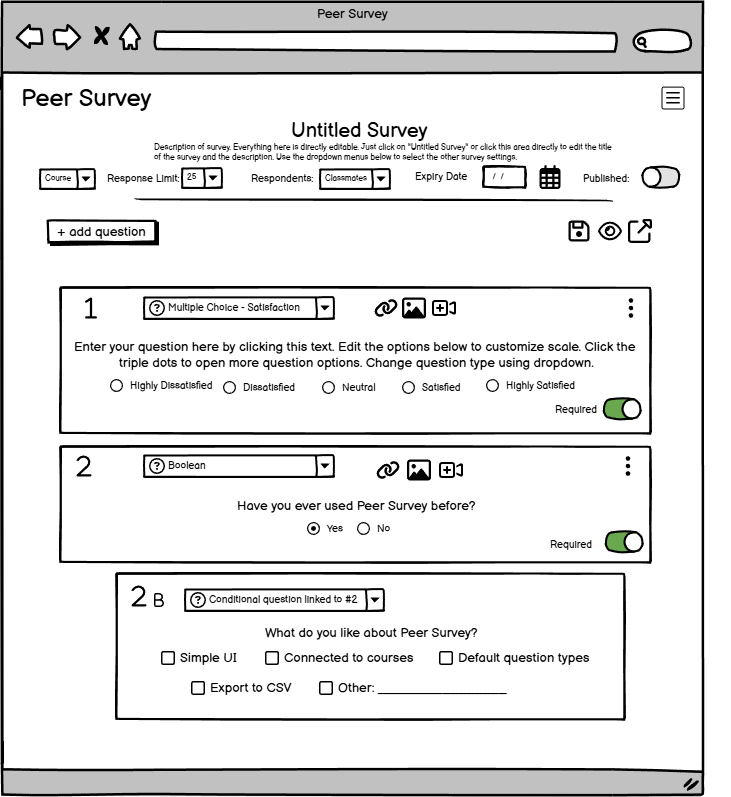 Peer Survey
Peer Survey
Untitled Survey
Description of survey. Everything here is directly editable. Just click on "Untitled Survey" or click this area directly to edit the title
of the survey and the description. Use the dropdown menus below to select the other survey settings.
Course Response Limit: 25 Respondents: Classmates Expiry Date / / Published:
+ add question
1 Multiple Choice - Satisfaction
Enter your question here by clicking this text. Edit the options below to customize scale. Click the
triple dots to open more question options. Change question type using dropdown.
Highly Dissatisfied Dissatisfied Neutral Satisfied Highly Satisfied
Required
2 Boolean
Have you ever used Peer Survey before?
Yes No
Required
2 B Conditional question linked to #2
What do you like about Peer Survey?
Simple UI Connected to courses Default question types
Export to CSV Other: ____________________